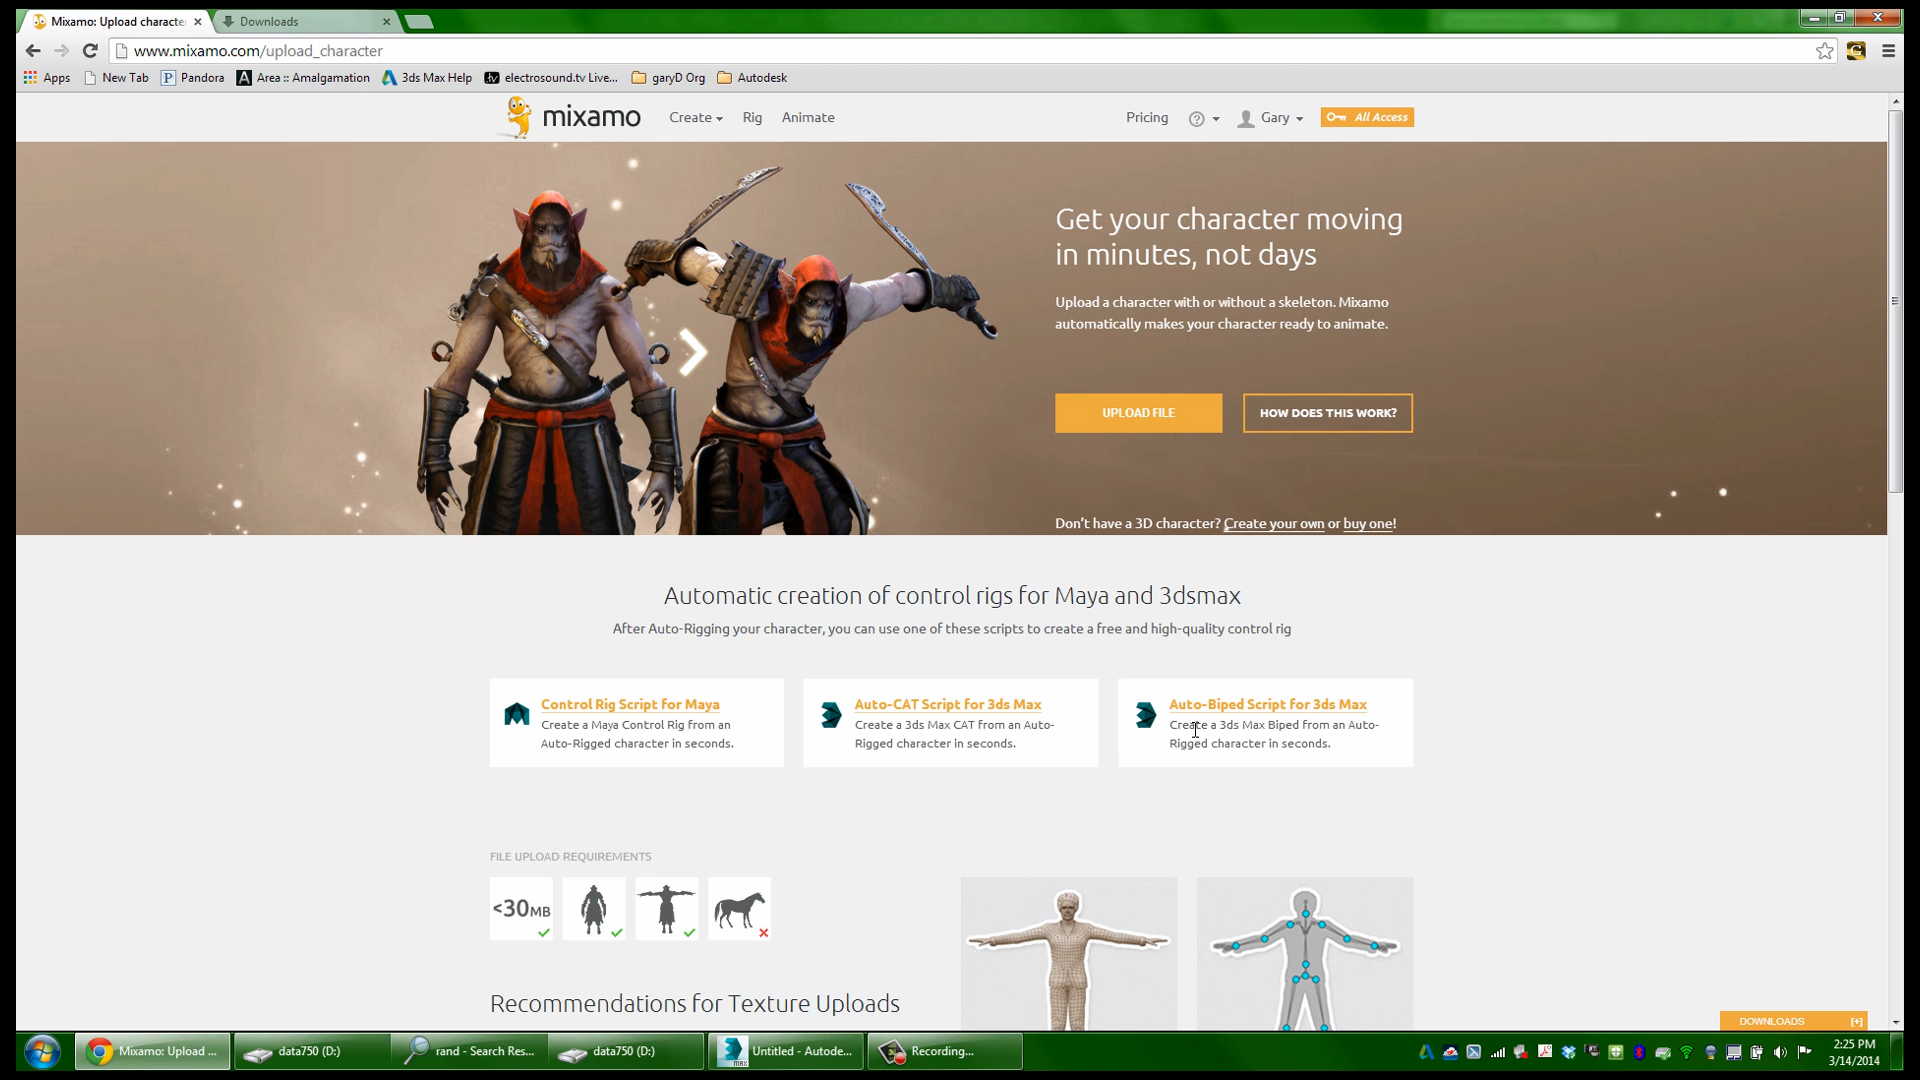 Mixamo: Upload character
Downloads
www.mixamo.com/upload_character
Apps
New Tab
Pandora
Area :: Amalgamation
3ds Max Help
electrosound.tv Live...
garyD Org
Autodesk
mixamo
Create
Rig
Animate
Pricing
Gary
All Access
Get your character moving
in minutes, not days
Upload a character with or without a skeleton. Mixamo
automatically makes your character ready to animate.
UPLOAD FILE
HOW DOES THIS WORK?
Don't have a 3D character? Create your own or buy one!
Automatic creation of control rigs for Maya and 3dsmax
After Auto-Rigging your character, you can use one of these scripts to create a free and high-quality control rig
Control Rig Script for Maya
Create a Maya Control Rig from an
Auto-Rigged character in seconds.
Auto-CAT Script for 3ds Max
Create a 3ds Max CAT from an Auto-
Rigged character in seconds.
Auto-Biped Script for 3ds Max
Create a 3ds Max Biped from an Auto-
Rigged character in seconds.
FILE UPLOAD REQUIREMENTS
<30MB
Recommendations for Texture Uploads
DOWNLOADS [+]
Mixamo: Upload ...
data750 (D:)
rand - Search Res...
data750 (D:)
MAX
Untitled - Autode...
Recording...
2:25 PM
3/14/2014